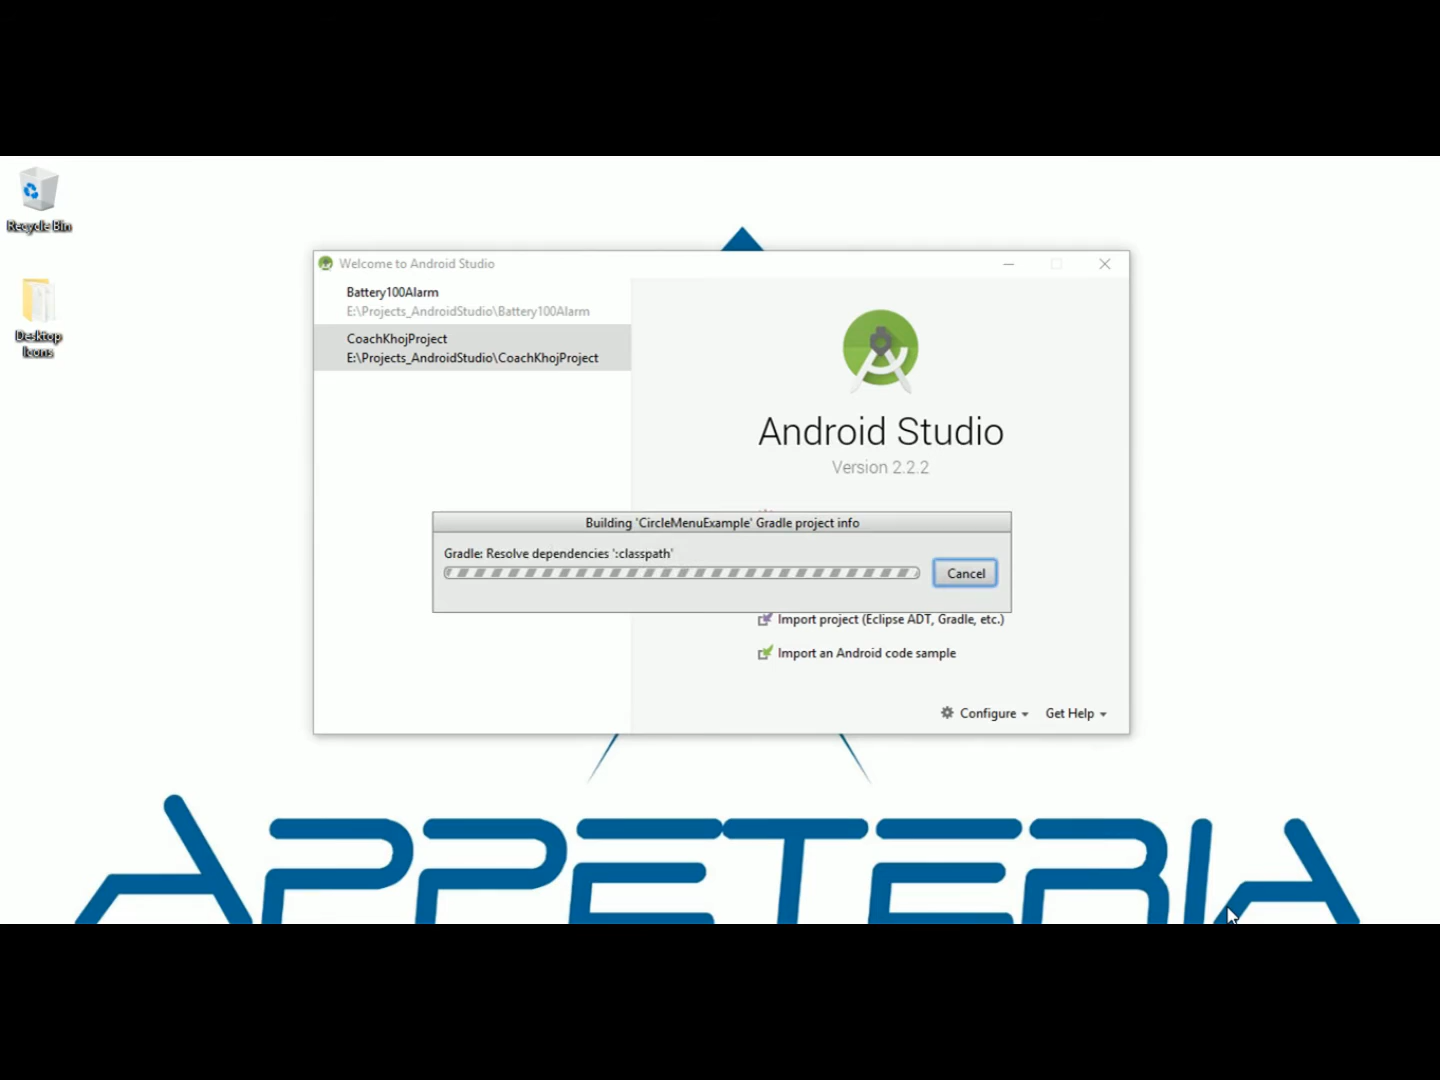 Recycle Bin
Desktop
Icons
Welcome to Android Studio
Battery100Alarm
E:\Projects_AndroidStudio\Battery100Alarm
CoachKhojProject
E:\Projects_AndroidStudio\CoachKhojProject
Android Studio
Version 2.2.2
Building 'CircleMenuExample' Gradle project info
Gradle: Resolve dependencies ':classpath'
Cancel
Import project (Eclipse ADT, Gradle, etc.)
Import an Android code sample
Configure
Get Help
APPETERIA